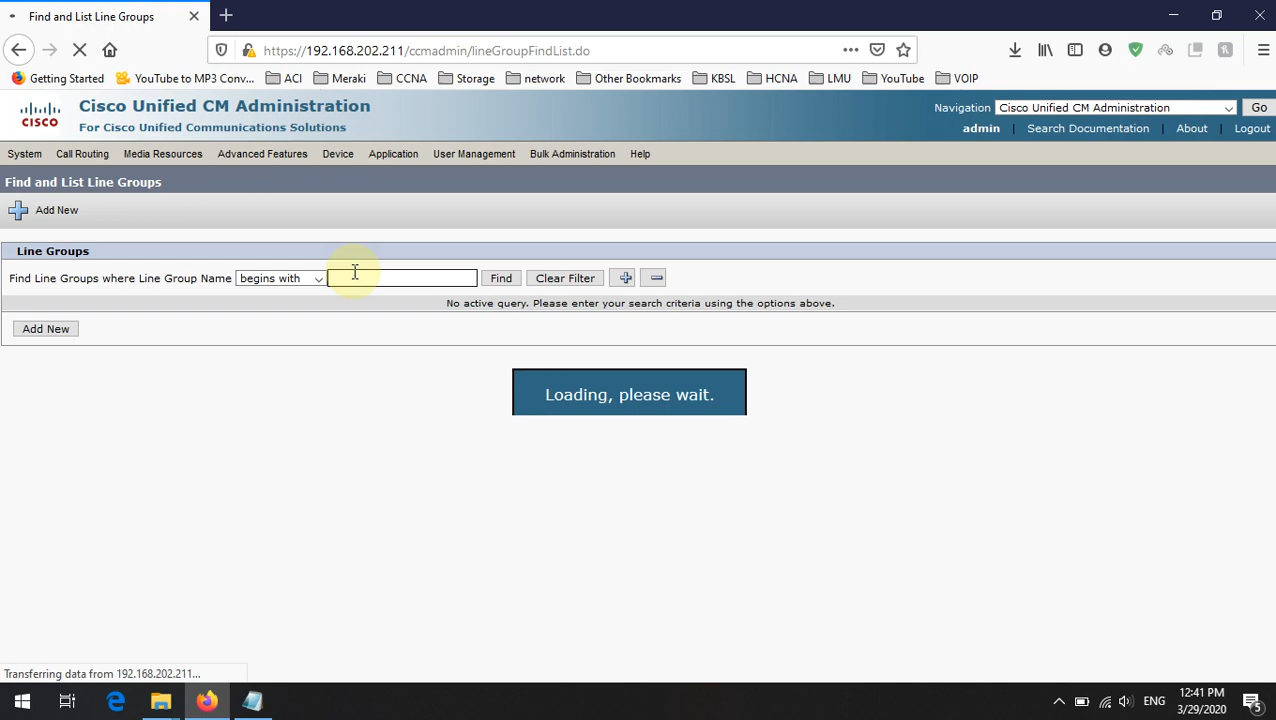 Find and List Line Groups
https://192.168.202.211/ccmadmin/lineGroupFindList.do
Getting Started YouTube to MP3 Conv... ACI Meraki CCNA Storage network Other Bookmarks KBSL HCNA LMU YouTube VOIP
Cisco Unified CM Administration
For Cisco Unified Communications Solutions
CISCO
Navigation Cisco Unified CM Administration Go
admin Search Documentation About Logout
System Call Routing Media Resources Advanced Features Device Application User Management Bulk Administration Help
Find and List Line Groups
Add New
Line Groups
Find Line Groups where Line Group Name begins with Find Clear Filter
No active query. Please enter your search criteria using the options above.
Add New
Loading, please wait.
Transferring data from 192.168.202.211...
ENG
12:41 PM
3/29/2020
5